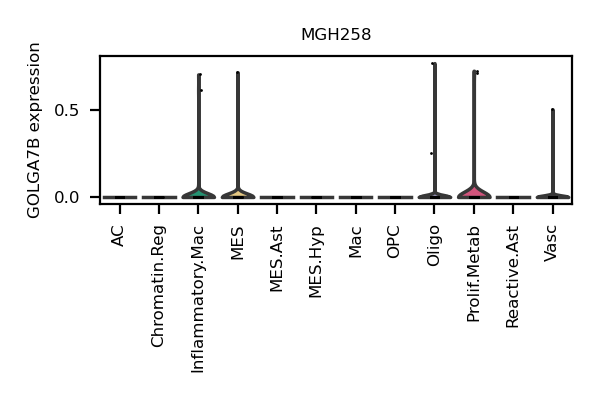 MGH258
GOLGA7B expression
0.5
0.0
AC
Chromatin.Reg
Inflammatory.Mac
MES
MES.Ast
MES.Hyp
Mac
OPC
Oligo
Prolif.Metab
Reactive.Ast
Vasc